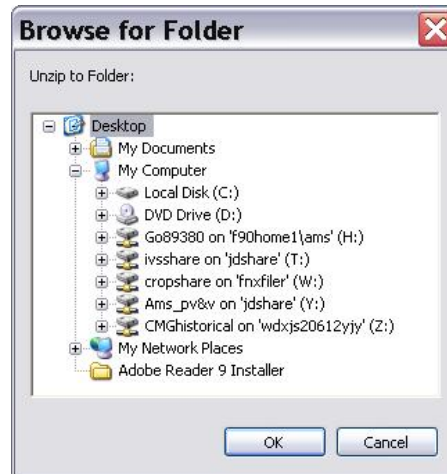 Browse for Folder
Unzip to Folder:
Desktop
My Documents
My Computer
Local Disk (C:)
DVD Drive (D:)
Go89380 on 'f90home1\ams' (H:)
ivsshare on 'jdshare' (T:)
cropshare on 'fnxfiler' (W:)
Ams_pv&v on 'jdshare' (Y:)
CMGhistorical on 'wdxjs20612yjy' (Z:)
My Network Places
Adobe Reader 9 Installer
OK Cancel